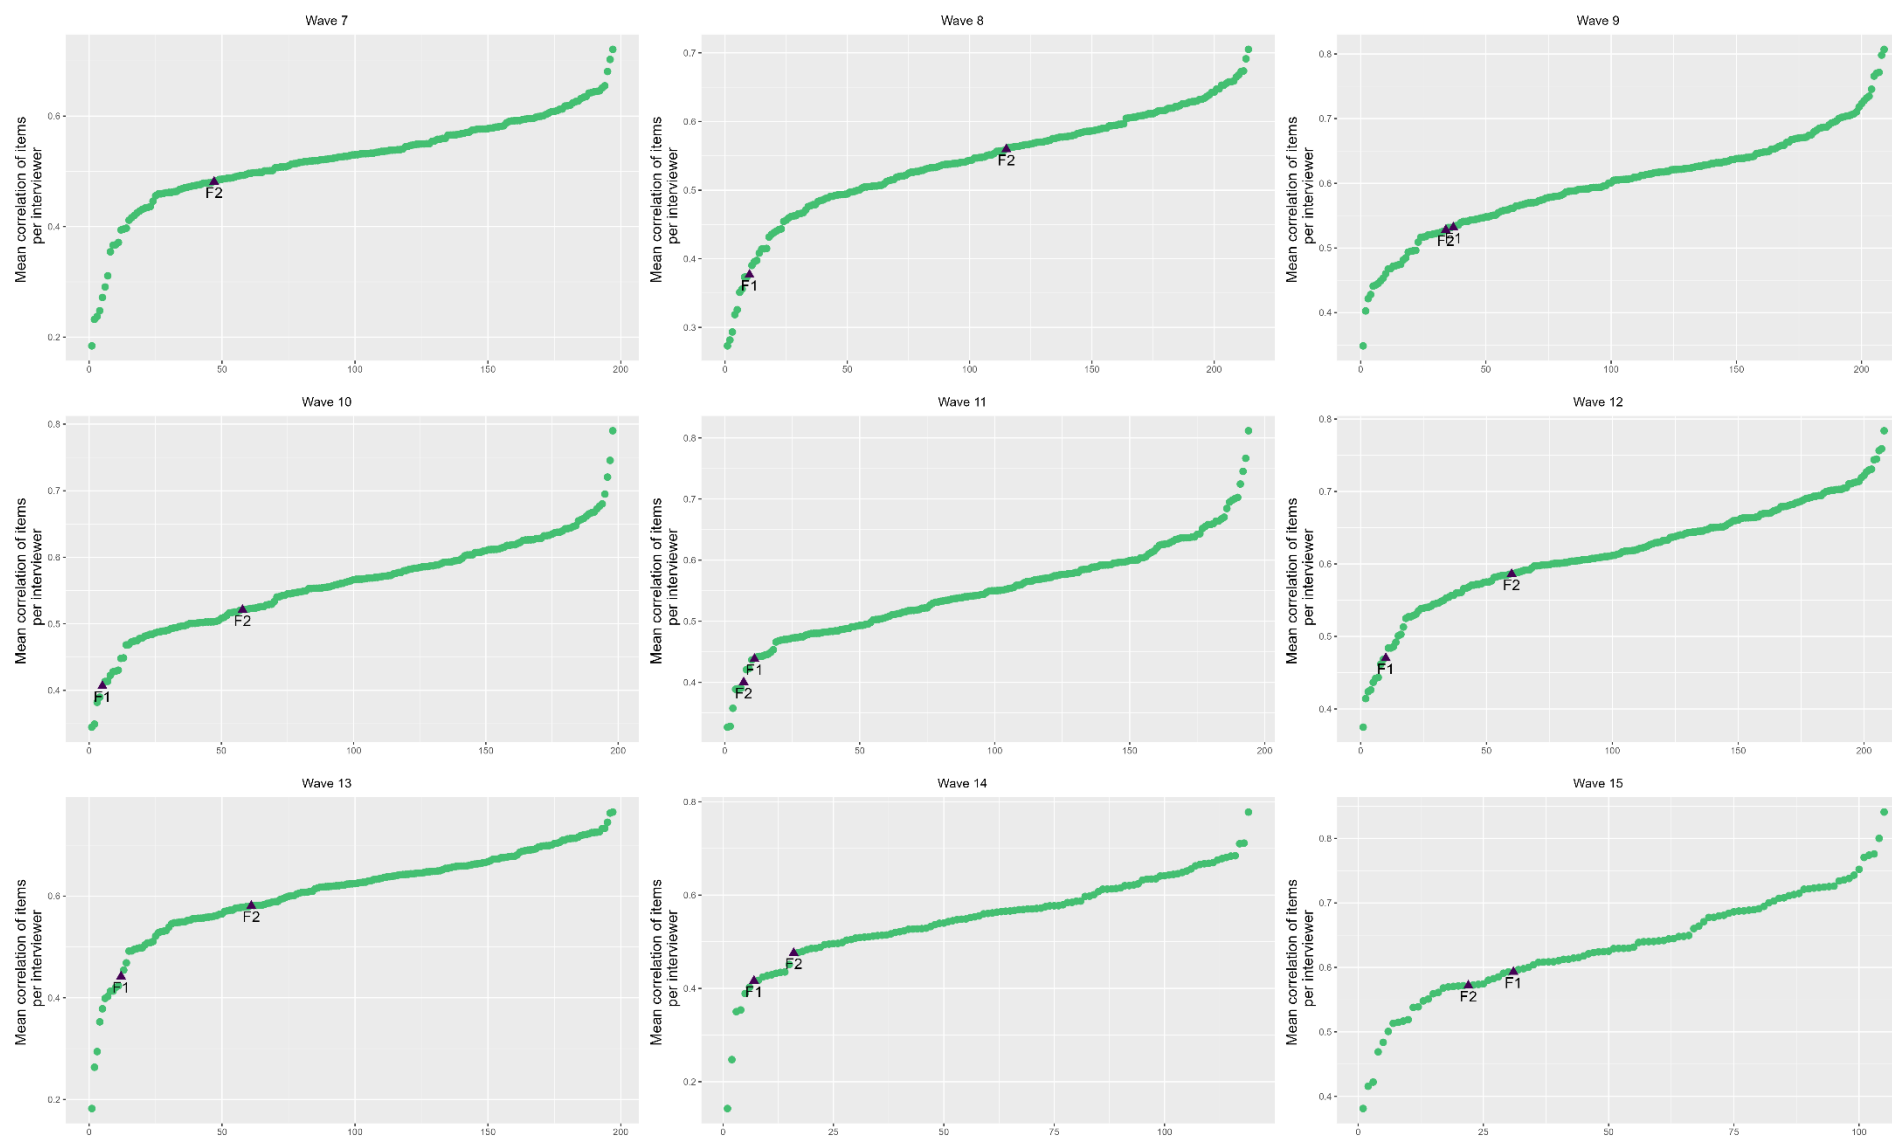 Wave 7
Mean correlation of items
per interviewer
0.6
0.4
0.2
F2
0 50 100 150 200
Wave 8
Mean correlation of items
per interviewer
0.7
0.6
0.5
0.4
0.3
F1
F2
0 50 100 150 200
Wave 9
Mean correlation of items
per interviewer
0.8
0.7
0.6
0.5
0.4
F2
F1
0 50 100 150 200
Wave 10
Mean correlation of items
per interviewer
0.8
0.7
0.6
0.5
0.4
F1
F2
0 50 100 150 200
Wave 11
Mean correlation of items
per interviewer
0.8
0.7
0.6
0.5
0.4
F2
F1
0 50 100 150 200
Wave 12
Mean correlation of items
per interviewer
0.8
0.7
0.6
0.5
0.4
F1
F2
0 50 100 150 200
Wave 13
Mean correlation of items
per interviewer
0.6
0.4
0.2
F1
F2
0 50 100 150 200
Wave 14
Mean correlation of items
per interviewer
0.8
0.6
0.4
0.2
F1
F2
0 25 50 75 100
Wave 15
Mean correlation of items
per interviewer
0.8
0.7
0.6
0.5
0.4
F2
F1
0 25 50 75 100